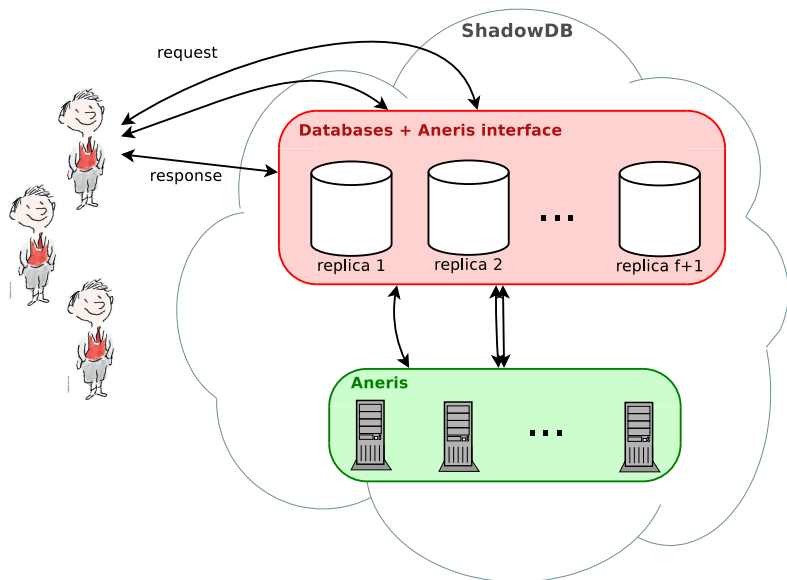 ShadowDB
request
Databases + Aneris interface
response
...
replica 1
replica 2
replica f+1
Aneris
...